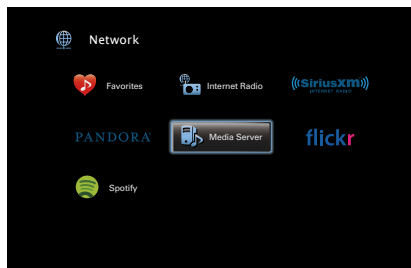 Network
Favorites
Internet Radio
((SiriusXM))
INTERNET RADIO
PANDORA
Media Server
flickr
Spotify